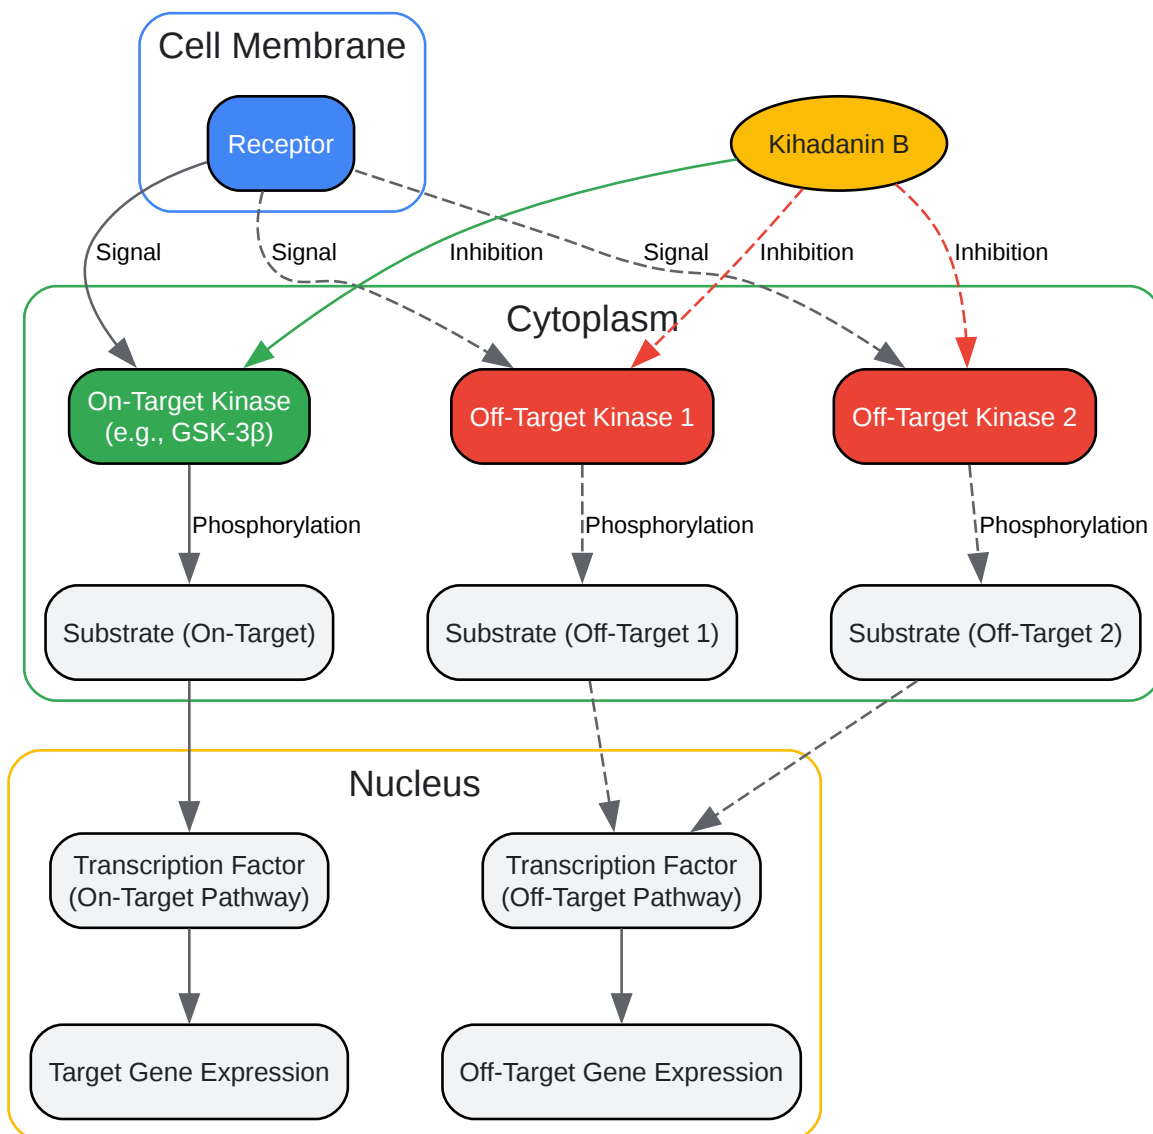 Cell Membrane
Receptor
Kihadanin B
Signal
Signal
Inhibition
Signal
Inhibition
Inhibition
Cytoplasm
On-Target Kinase
(e.g., GSK-3β)
Off-Target Kinase 1
Off-Target Kinase 2
Phosphorylation
Phosphorylation
Phosphorylation
Substrate (On-Target)
Substrate (Off-Target 1)
Substrate (Off-Target 2)
Nucleus
Transcription Factor
(On-Target Pathway)
Transcription Factor
(Off-Target Pathway)
Target Gene Expression
Off-Target Gene Expression